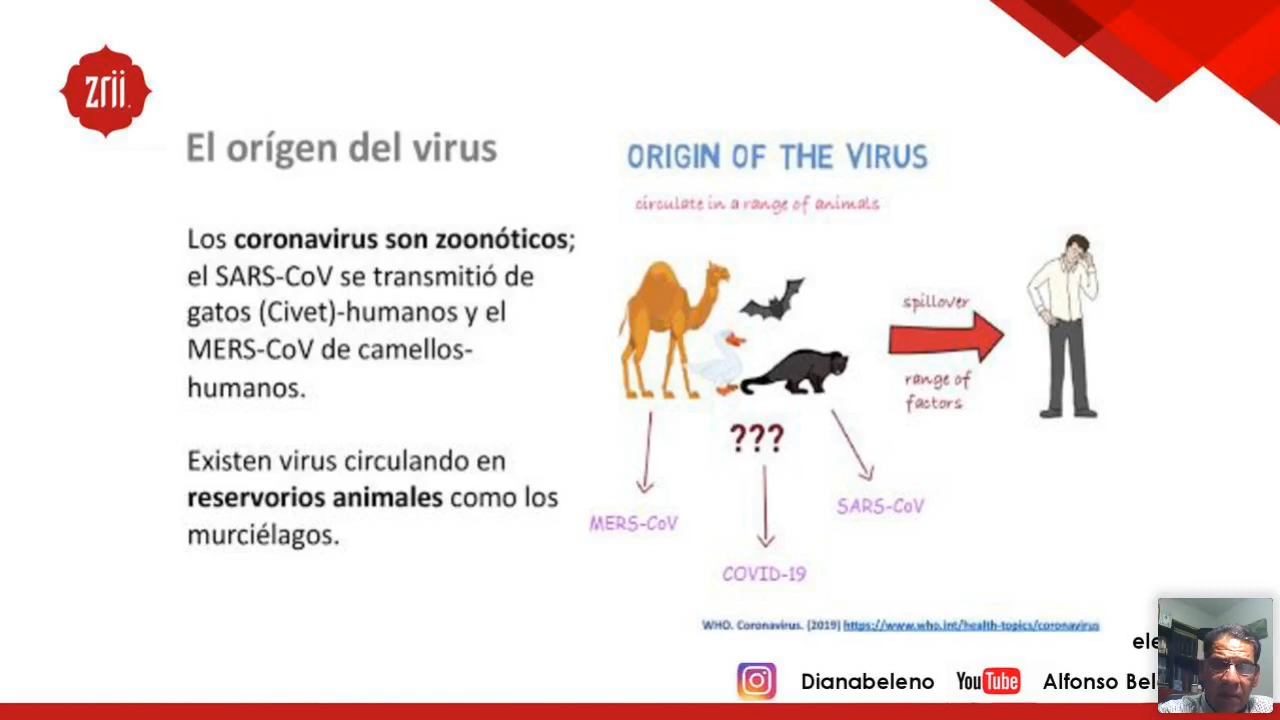 zrii
El orígen del virus
Los coronavirus son zoonóticos;
el SARS-CoV se transmitió de
gatos (Civet)-humanos y el
MERS-CoV de camellos-
humanos.
Existen virus circulando en
reservorios animales como los
murciélagos.
ORIGIN OF THE VIRUS
circulate in a range of animals
spillover
range of
factors
???
MERS-CoV
SARS-CoV
COVID-19
WHO. Coronavirus. (2019) https://www.who.int/health-topics/coronavirus
Dianabeleno
YouTube
Alfonso